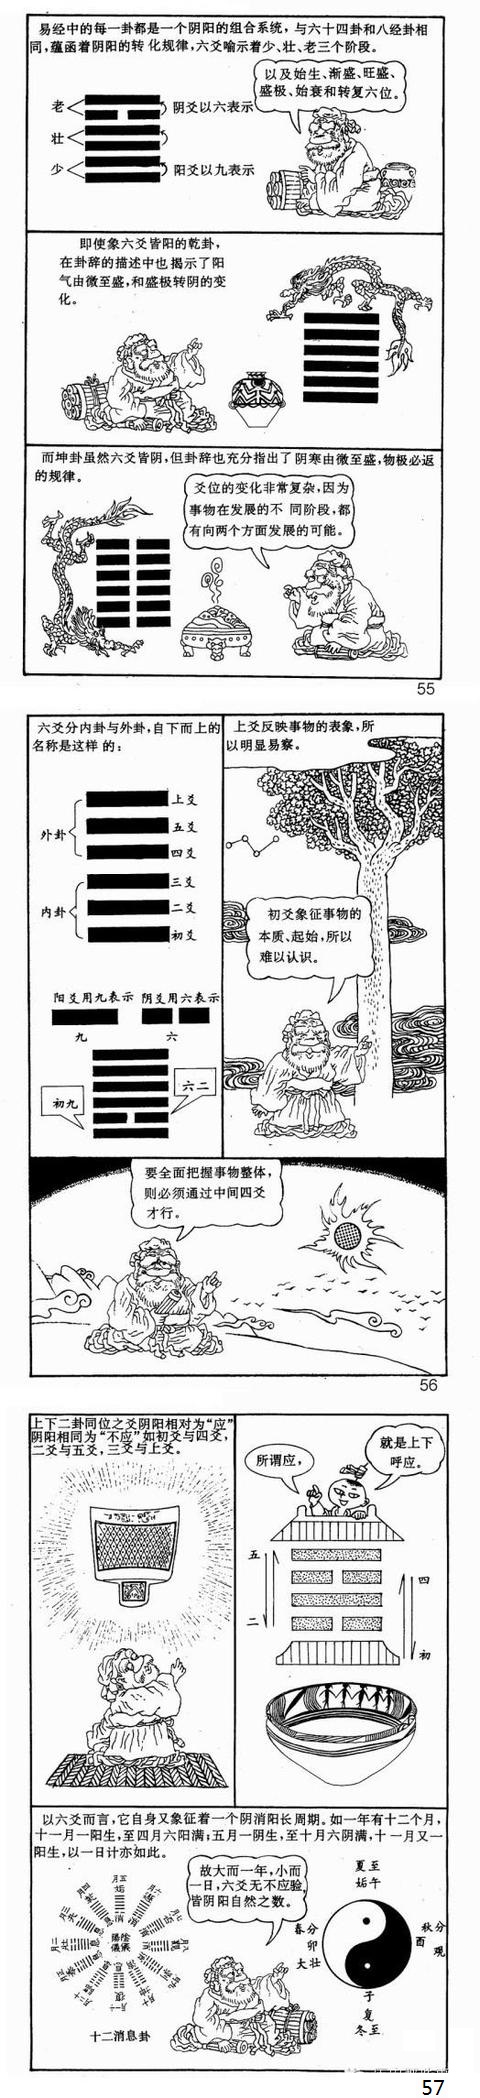 易经中的每一卦都是一个阴阳的组合系统，与六十四卦和八经卦相
同，蕴函着阴阳的转化规律，六爻喻示着少、壮、老三个阶段。
以及始生、渐盛、旺盛、
盛极、始衰和转复六位。
老
阴爻以六表示
壮
少
阳爻以九表示
即使象六爻皆阳的乾卦，
在卦辞的描述中也揭示了阳
气由微至盛，和盛极转阴的变
化。
而坤卦虽然六爻皆阴，但卦辞也充分指出了阴寒由微至盛，物极必返
的规律。
爻位的变化非常复杂，因为
事物在发展的不同阶段，都
有向两个方面发展的可能。
55
六爻分内卦与外卦，自下而上的
名称是这样的：
外卦
上爻
五爻
四爻
内卦
三爻
二爻
初爻
阳爻用九表示 阴爻用六表示
九 六
初九
六二
上爻反映事物的表象，所
以明显易察。
初爻象征事物的
本质、起始，所以
难以认识。
要全面把握事物整体，
则必须通过中间四爻
才行。
56
上下二卦同位之爻阴阳相对为“应”
阴阳相同为“不应”如初爻与四爻，
二爻与五爻，三爻与上爻。
所谓应，
就是上下
呼应。
五
四
二
初
以六爻而言，它自身又象征着一个阴消阳长周期。如一年有十二个月，
十一月一阳生，至四月六阳满；五月一阴生，至十月六阴满，十一月又一
阳生，以一日计亦如此。
故大而一年，小而
一日，六爻无不应验，
皆阴阳自然之数。
十二消息卦
夏至
姤午
春分
卯
大壮
秋分
酉
观
子
复
冬至
57